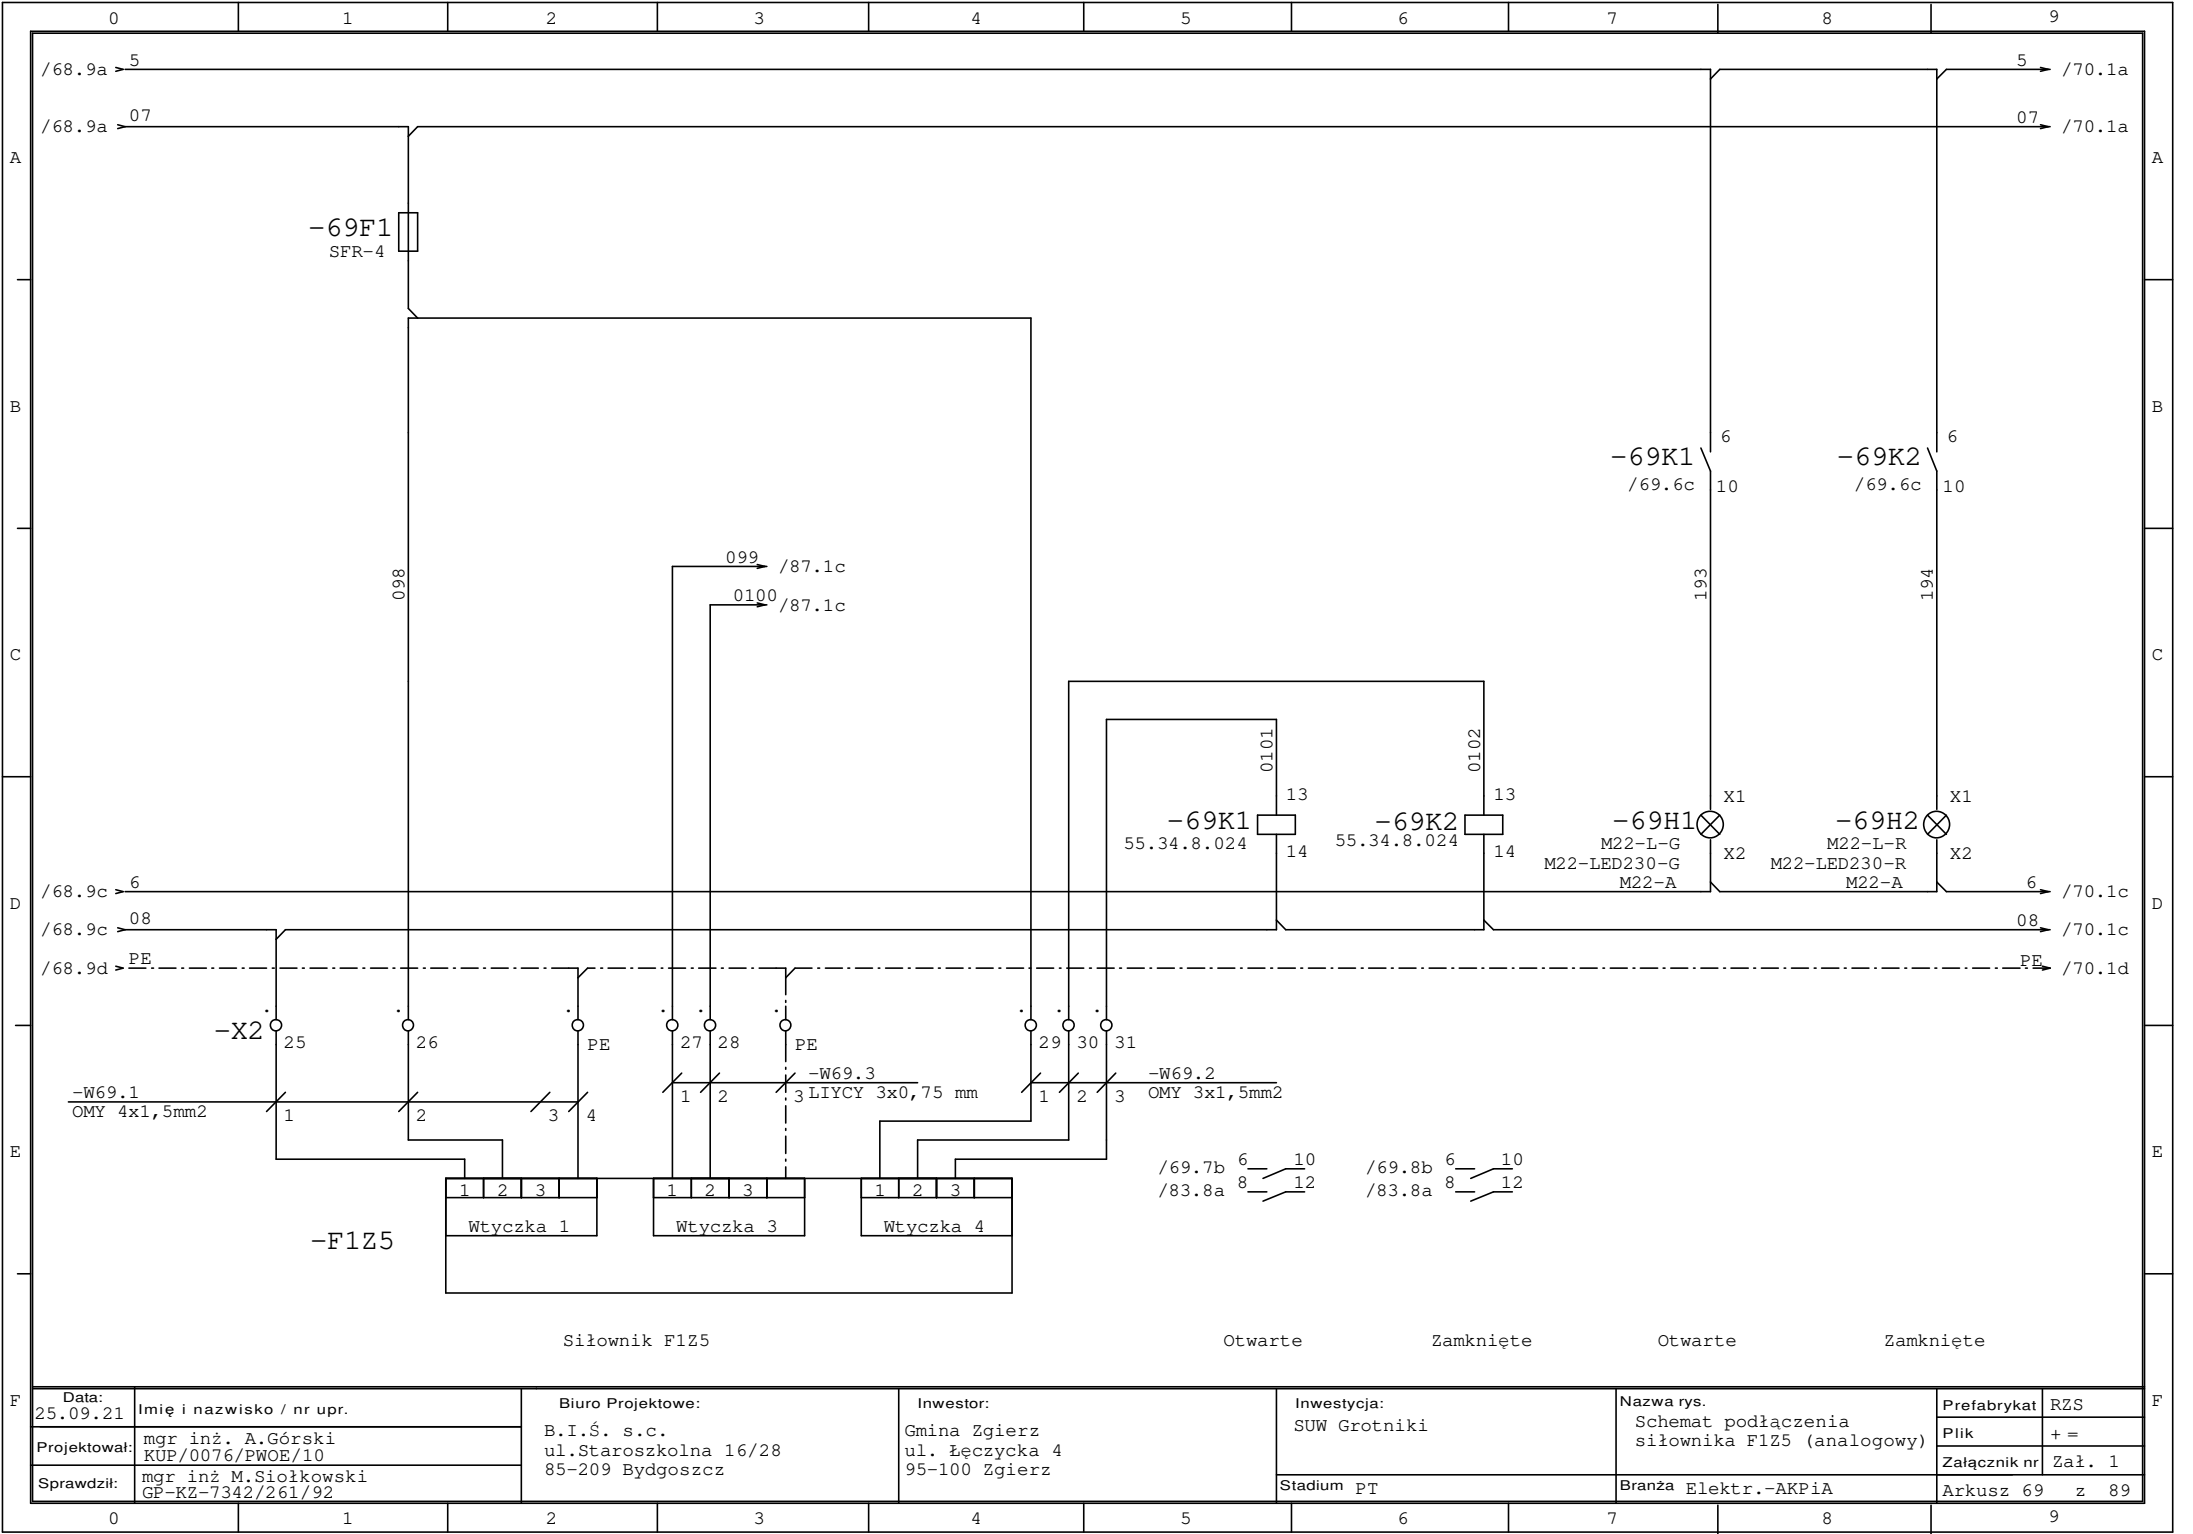 0 1 2 3 4 5 6 7 8 9
/68.9a 5 5 /70.1a
/68.9a 07 07 /70.1a
A A
-69F1
SFR-4
B B
6 6
-69K1 -69K2
/69.6c 10 /69.6c 10
099 /87.1c
098 193 194
0100 /87.1c
C C
0101 0102
13 13 X1 X1
-69K1 -69K2 -69H1 -69H2
55.34.8.024 55.34.8.024 M22-L-G M22-L-R
14 14 X2 X2
M22-LED230-G M22-LED230-R
M22-A M22-A
/68.9c 6 6 /70.1c
D D
/68.9c 08 08 /70.1c
/68.9d PE PE /70.1d
-X2 25 26 PE 27 28 PE 29 30 31
-W69.1 -W69.3 -W69.2
OMY 4x1,5mm2 LIYCY 3x0,75 mm OMY 3x1,5mm2
1 2 3 4 1 2 3 1 2 3
E E
/69.7b 6 10 /69.8b 6 10
/83.8a 8 12 /83.8a 8 12
1 2 3 1 2 3 1 2 3
Wtyczka 1 Wtyczka 3 Wtyczka 4
-F1Z5
Siłownik F1Z5 Otwarte Zamknięte Otwarte Zamknięte
F F
Data:
25.09.21
Imię i nazwisko / nr upr.
Projektował:
mgr inż. A.Górski
KUP/0076/PWOE/10
Sprawdził:
mgr inż M.Siołkowski
GP-KZ-7342/261/92
Biuro Projektowe:
B.I.Ś. s.c.
ul.Staroszkolna 16/28
85-209 Bydgoszcz
Inwestor:
Gmina Zgierz
ul. Łęczycka 4
95-100 Zgierz
Inwestycja:
SUW Grotniki
Stadium PT
Nazwa rys.
Schemat podłączenia
siłownika F1Z5 (analogowy)
Branża Elektr.-AKPiA
Prefabrykat RZS
Plik + =
Załącznik nr Zał. 1
Arkusz 69 z 89
0 1 2 3 4 5 6 7 8 9